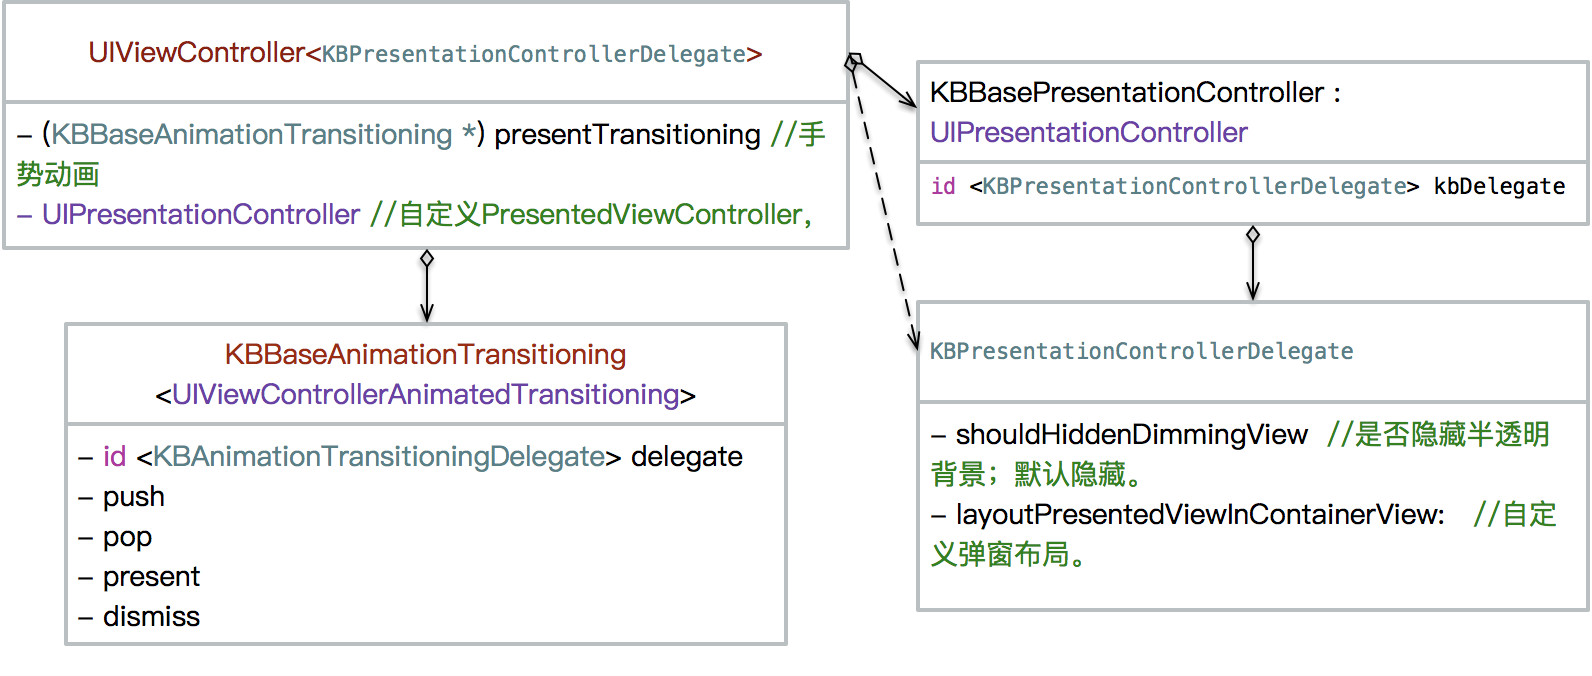 UIViewController<KBPresentationControllerDelegate>
– (KBBaseAnimationTransitioning *) presentTransitioning //手
势动画
– UIPresentationController //自定义PresentedViewController，
KBBaseAnimationTransitioning
<UIViewControllerAnimatedTransitioning>
– id <KBAnimationTransitioningDelegate> delegate
– push
– pop
– present
– dismiss
KBBasePresentationController :
UIPresentationController
id <KBPresentationControllerDelegate> kbDelegate
KBPresentationControllerDelegate
– shouldHiddenDimmingView //是否隐藏半透明
背景；默认隐藏。
– layoutPresentedViewInContainerView: //自定
义弹窗布局。